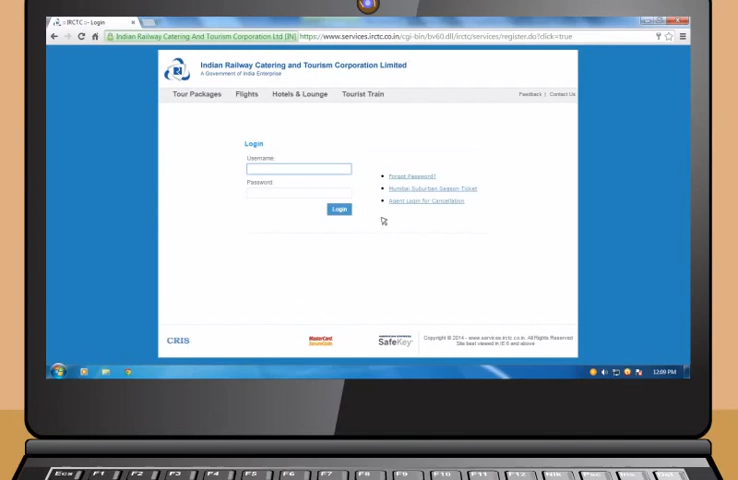 :: IRCTC :: Login
Indian Railway Catering And Tourism Corporation Ltd [IN] https://www.services.irctc.co.in/cgi-bin/bv60.dll/irctc/services/register.do?click=true
Indian Railway Catering and Tourism Corporation Limited
A Government of India Enterprise
Tour Packages Flights Hotels & Lounge Tourist Train Feedback | Contact Us
Login
Username:
Password:
Login
Forgot Password?
Mumbai Suburban Season Ticket
Agent Login for Cancellation
CRIS
MasterCard
SecureCode
SafeKey
Copyright © 2014 - www.services.irctc.co.in. All Rights Reserved
Site best viewed in IE 8 and above
12:09 PM
F1 F2 F3 F4 F5 F6 F7 F8 F9 F10 F11 F12